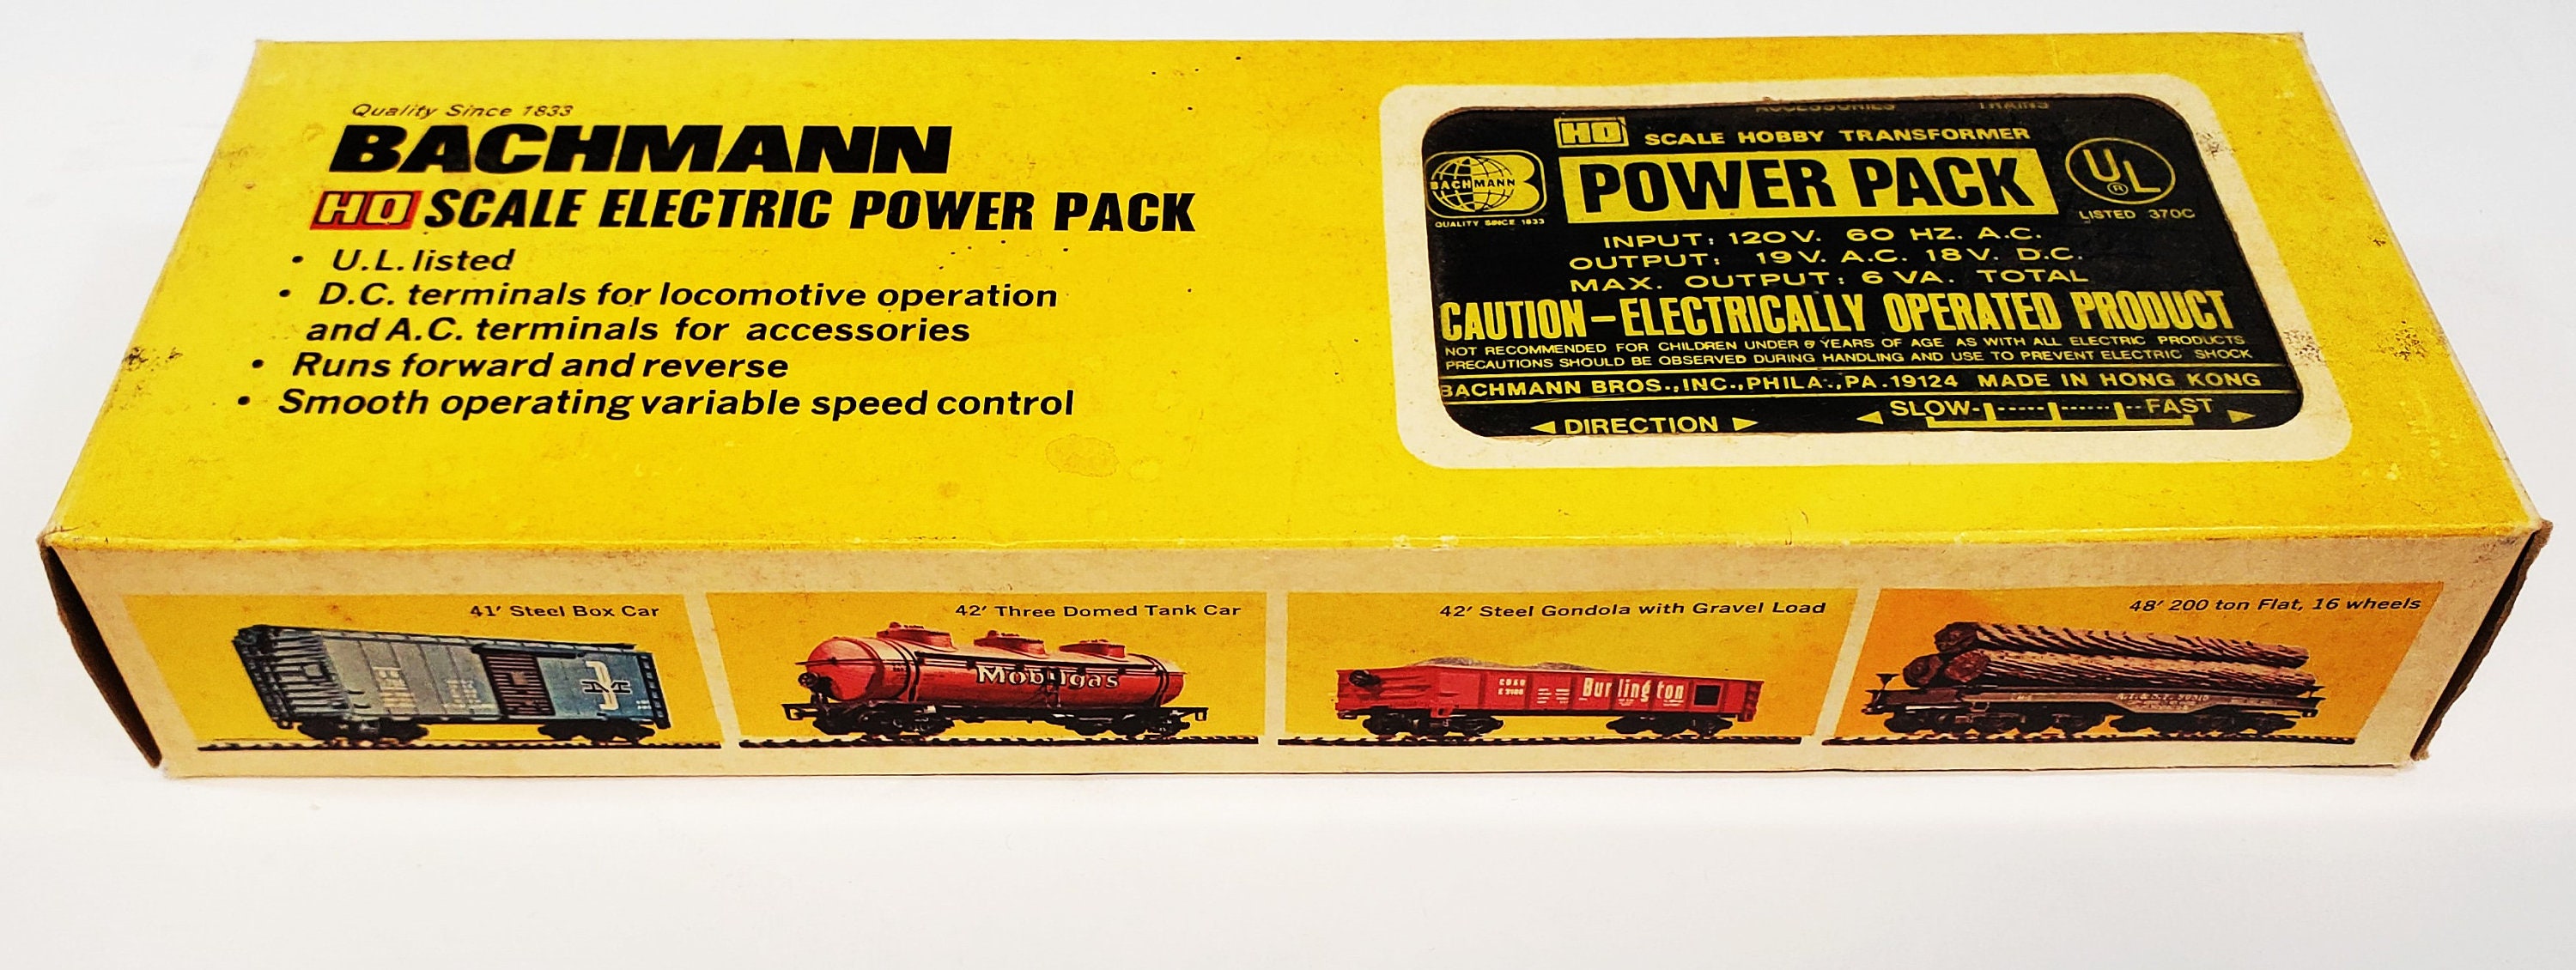 Quality Since 1833
BACHMANN
HO SCALE ELECTRIC POWER PACK
• U.L. listed
• D.C. terminals for locomotive operation
and A.C. terminals for accessories
• Runs forward and reverse
• Smooth operating variable speed control
ACCESSORIES TRAINS
HO SCALE HOBBY TRANSFORMER
BACHMANN
QUALITY SINCE 1833
POWER PACK
UL
®
LISTED 370C
INPUT: 120 V. 60 HZ. A.C.
OUTPUT: 19 V. A.C. 18 V. D.C.
MAX. OUTPUT: 6 VA. TOTAL
CAUTION – ELECTRICALLY OPERATED PRODUCT
NOT RECOMMENDED FOR CHILDREN UNDER 8 YEARS OF AGE AS WITH ALL ELECTRIC PRODUCTS
PRECAUTIONS SHOULD BE OBSERVED DURING HANDLING AND USE TO PREVENT ELECTRIC SHOCK
BACHMANN BROS., INC., PHILA., PA. 19124 MADE IN HONG KONG
DIRECTION
SLOW FAST
41' Steel Box Car
B M
42' Three Domed Tank Car
Mobilgas
42' Steel Gondola with Gravel Load
Burlington
48' 200 ton Flat, 16 wheels